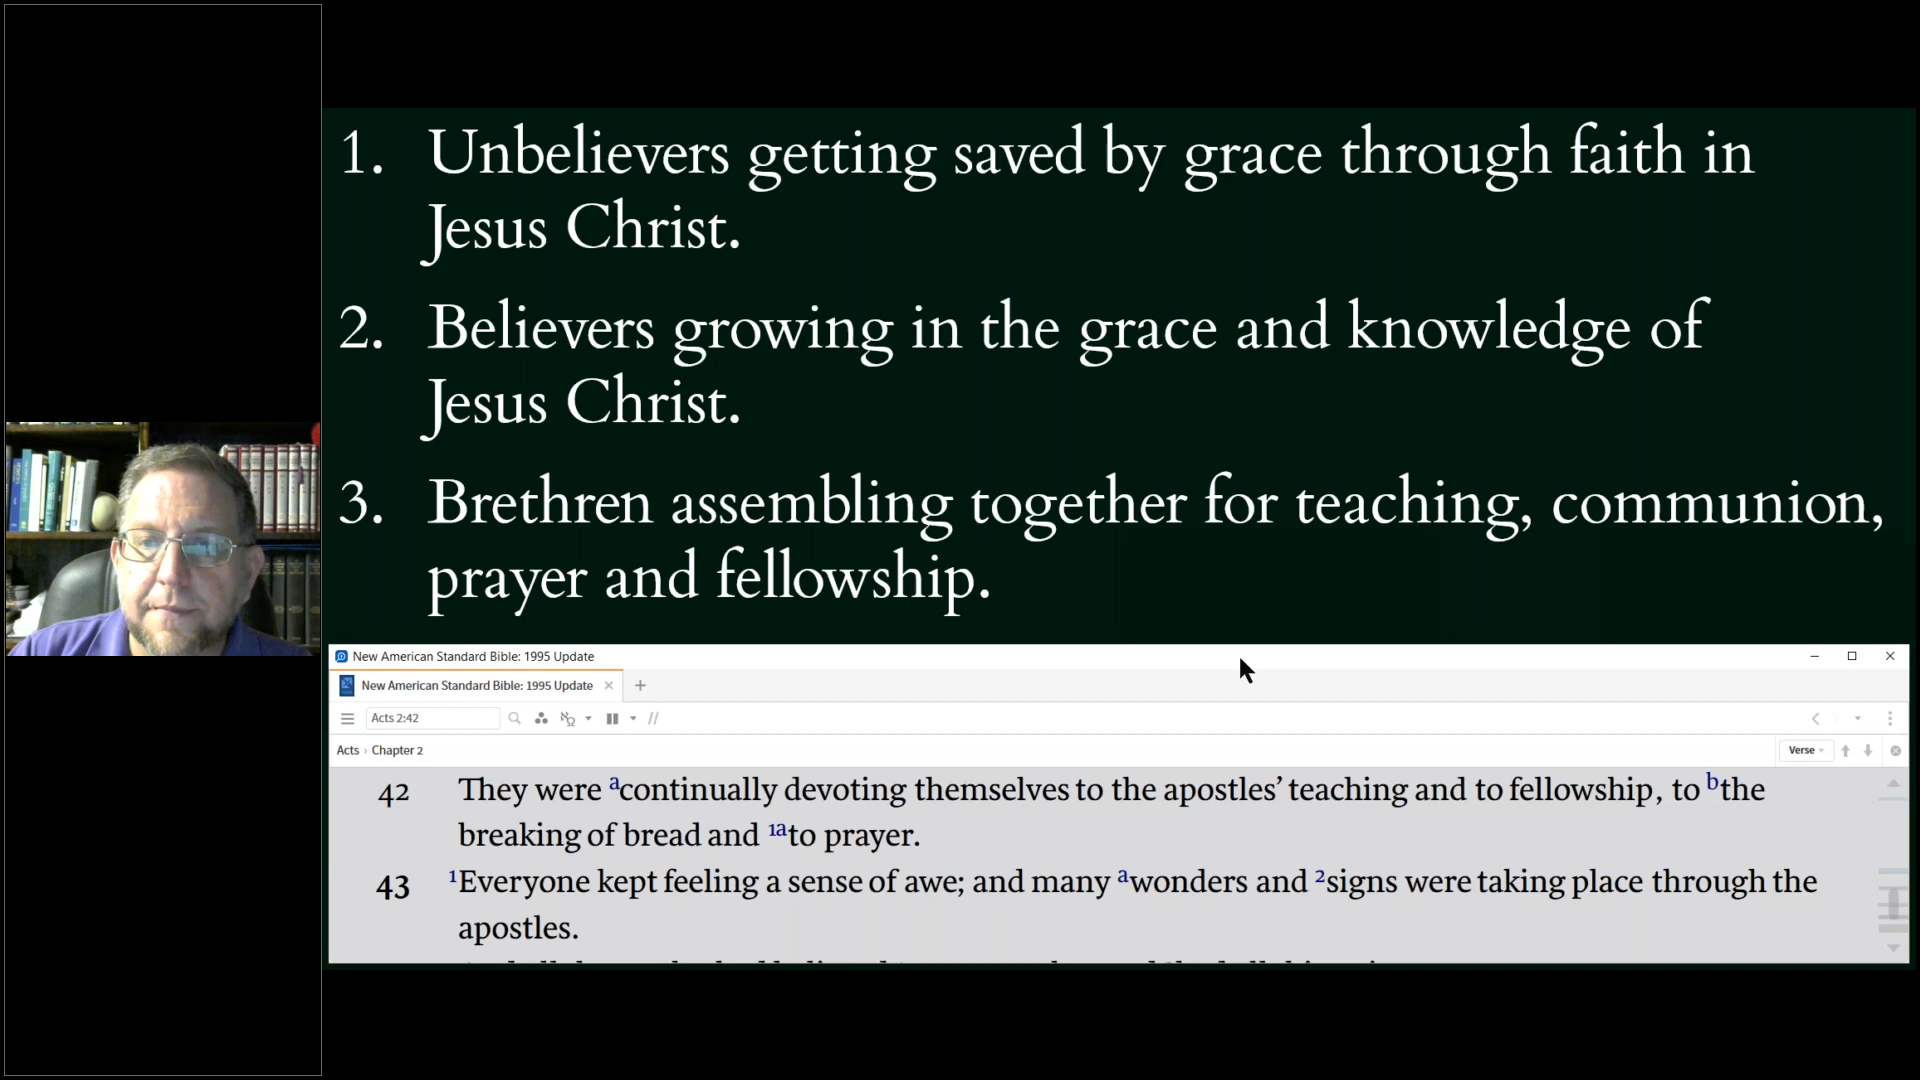 1. Unbelievers getting saved by grace through faith in
Jesus Christ.
2. Believers growing in the grace and knowledge of
Jesus Christ.
3. Brethren assembling together for teaching, communion,
prayer and fellowship.
New American Standard Bible: 1995 Update
New American Standard Bible: 1995 Update
Acts 2:42
Acts › Chapter 2
Verse
42 They were acontinually devoting themselves to the apostles’ teaching and to fellowship, to bthe
breaking of bread and 1ato prayer.
43 1Everyone kept feeling a sense of awe; and many awonders and 2signs were taking place through the
apostles.